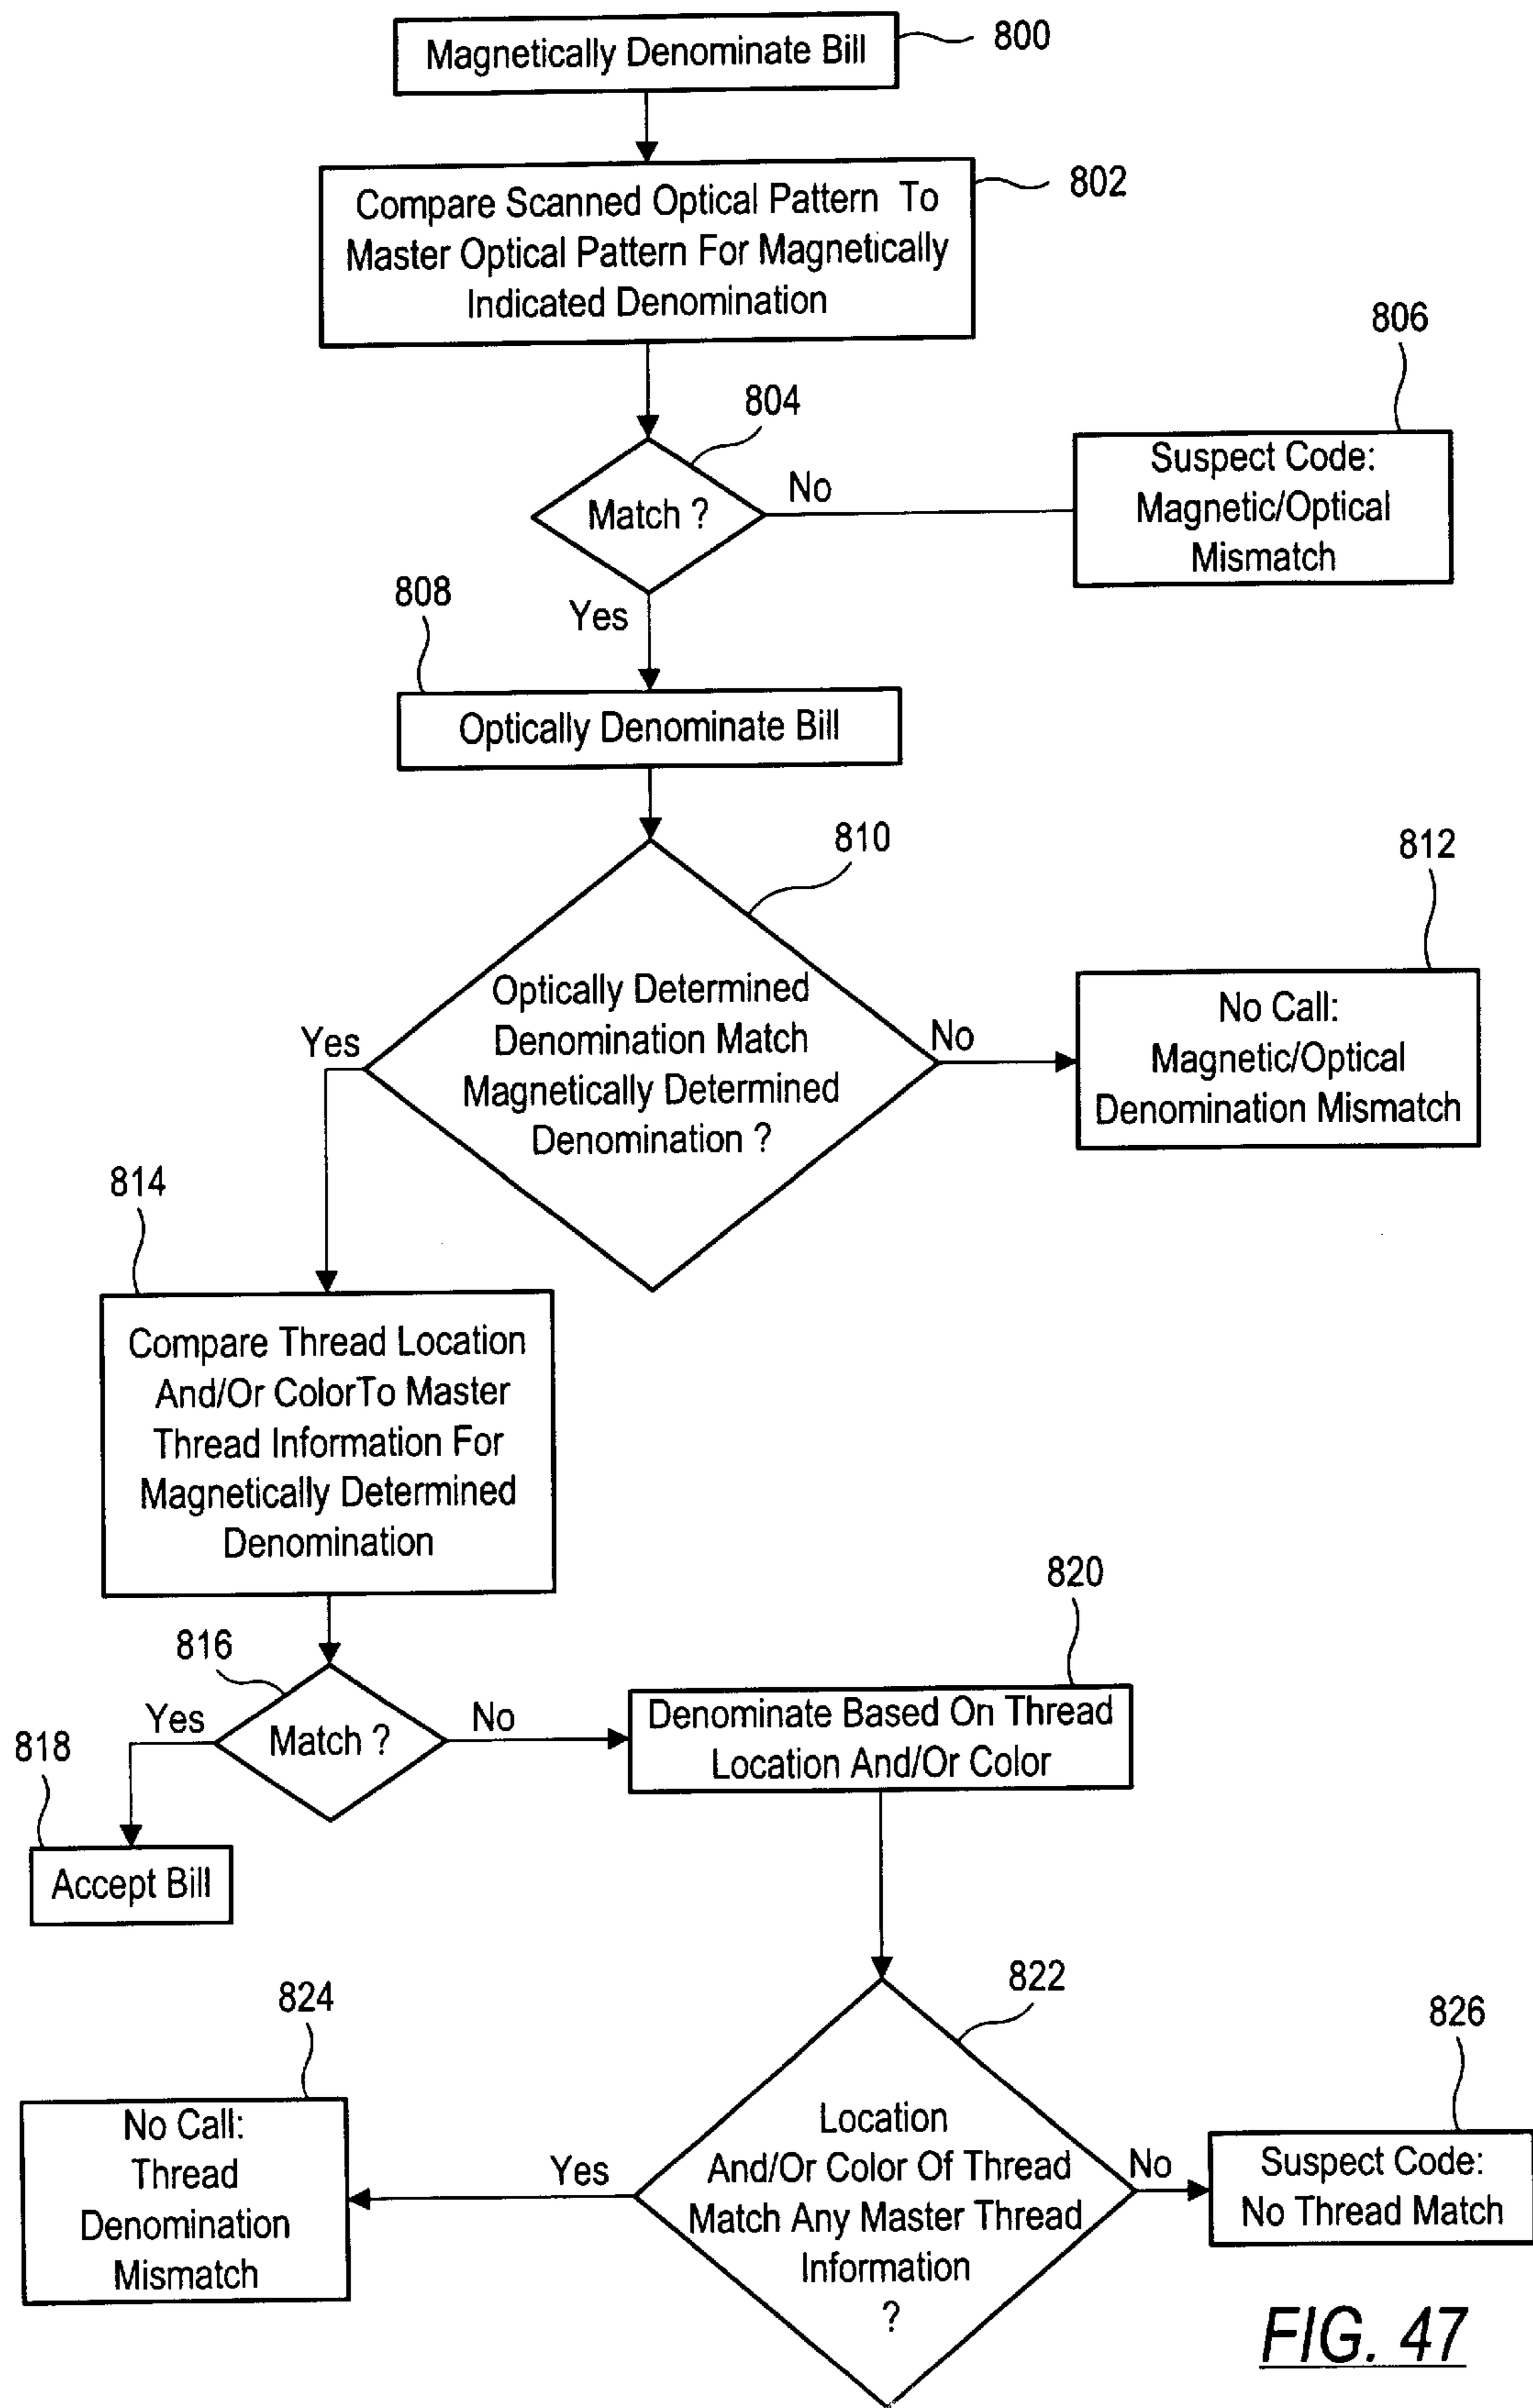 Magnetically Denominate Bill
800
Compare Scanned Optical Pattern To
Master Optical Pattern For Magnetically
Indicated Denomination
802
804
Match ?
No
806
Suspect Code:
Magnetic/Optical
Mismatch
Yes
808
Optically Denominate Bill
810
Optically Determined
Denomination Match
Magnetically Determined
Denomination ?
Yes
No
812
No Call:
Magnetic/Optical
Denomination Mismatch
814
Compare Thread Location
And/Or ColorTo Master
Thread Information For
Magnetically Determined
Denomination
816
Match ?
Yes
No
818
Accept Bill
820
Denominate Based On Thread
Location And/Or Color
822
Location
And/Or Color Of Thread
Match Any Master Thread
Information
?
Yes
No
824
No Call:
Thread
Denomination
Mismatch
826
Suspect Code:
No Thread Match
FIG. 47